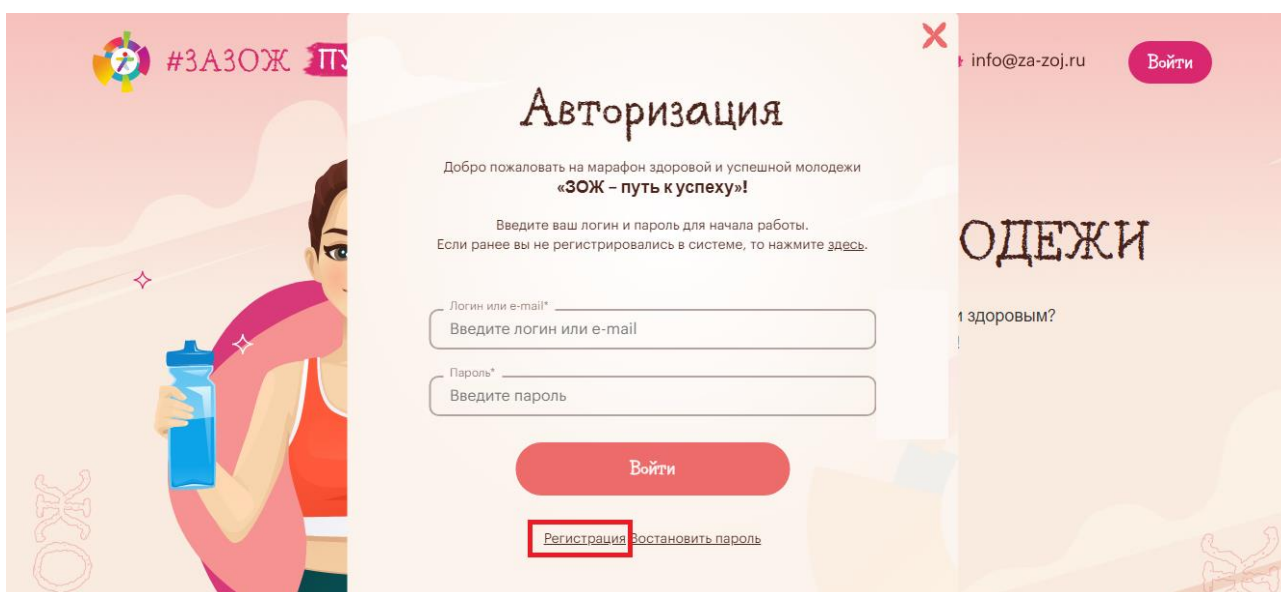 #ЗАЗОЖ ПУ
info@za-zoj.ru
Войти
Авторизация
Добро пожаловать на марафон здоровой и успешной молодежи
«ЗОЖ – путь к успеху»!
Введите ваш логин и пароль для начала работы.
Если ранее вы не регистрировались в системе, то нажмите здесь.
ОДЕЖИ
и здоровым?
!
Логин или e-mail*
Введите логин или e-mail
Пароль*
Введите пароль
Войти
Регистрация Востановить пароль
ЗОЖ